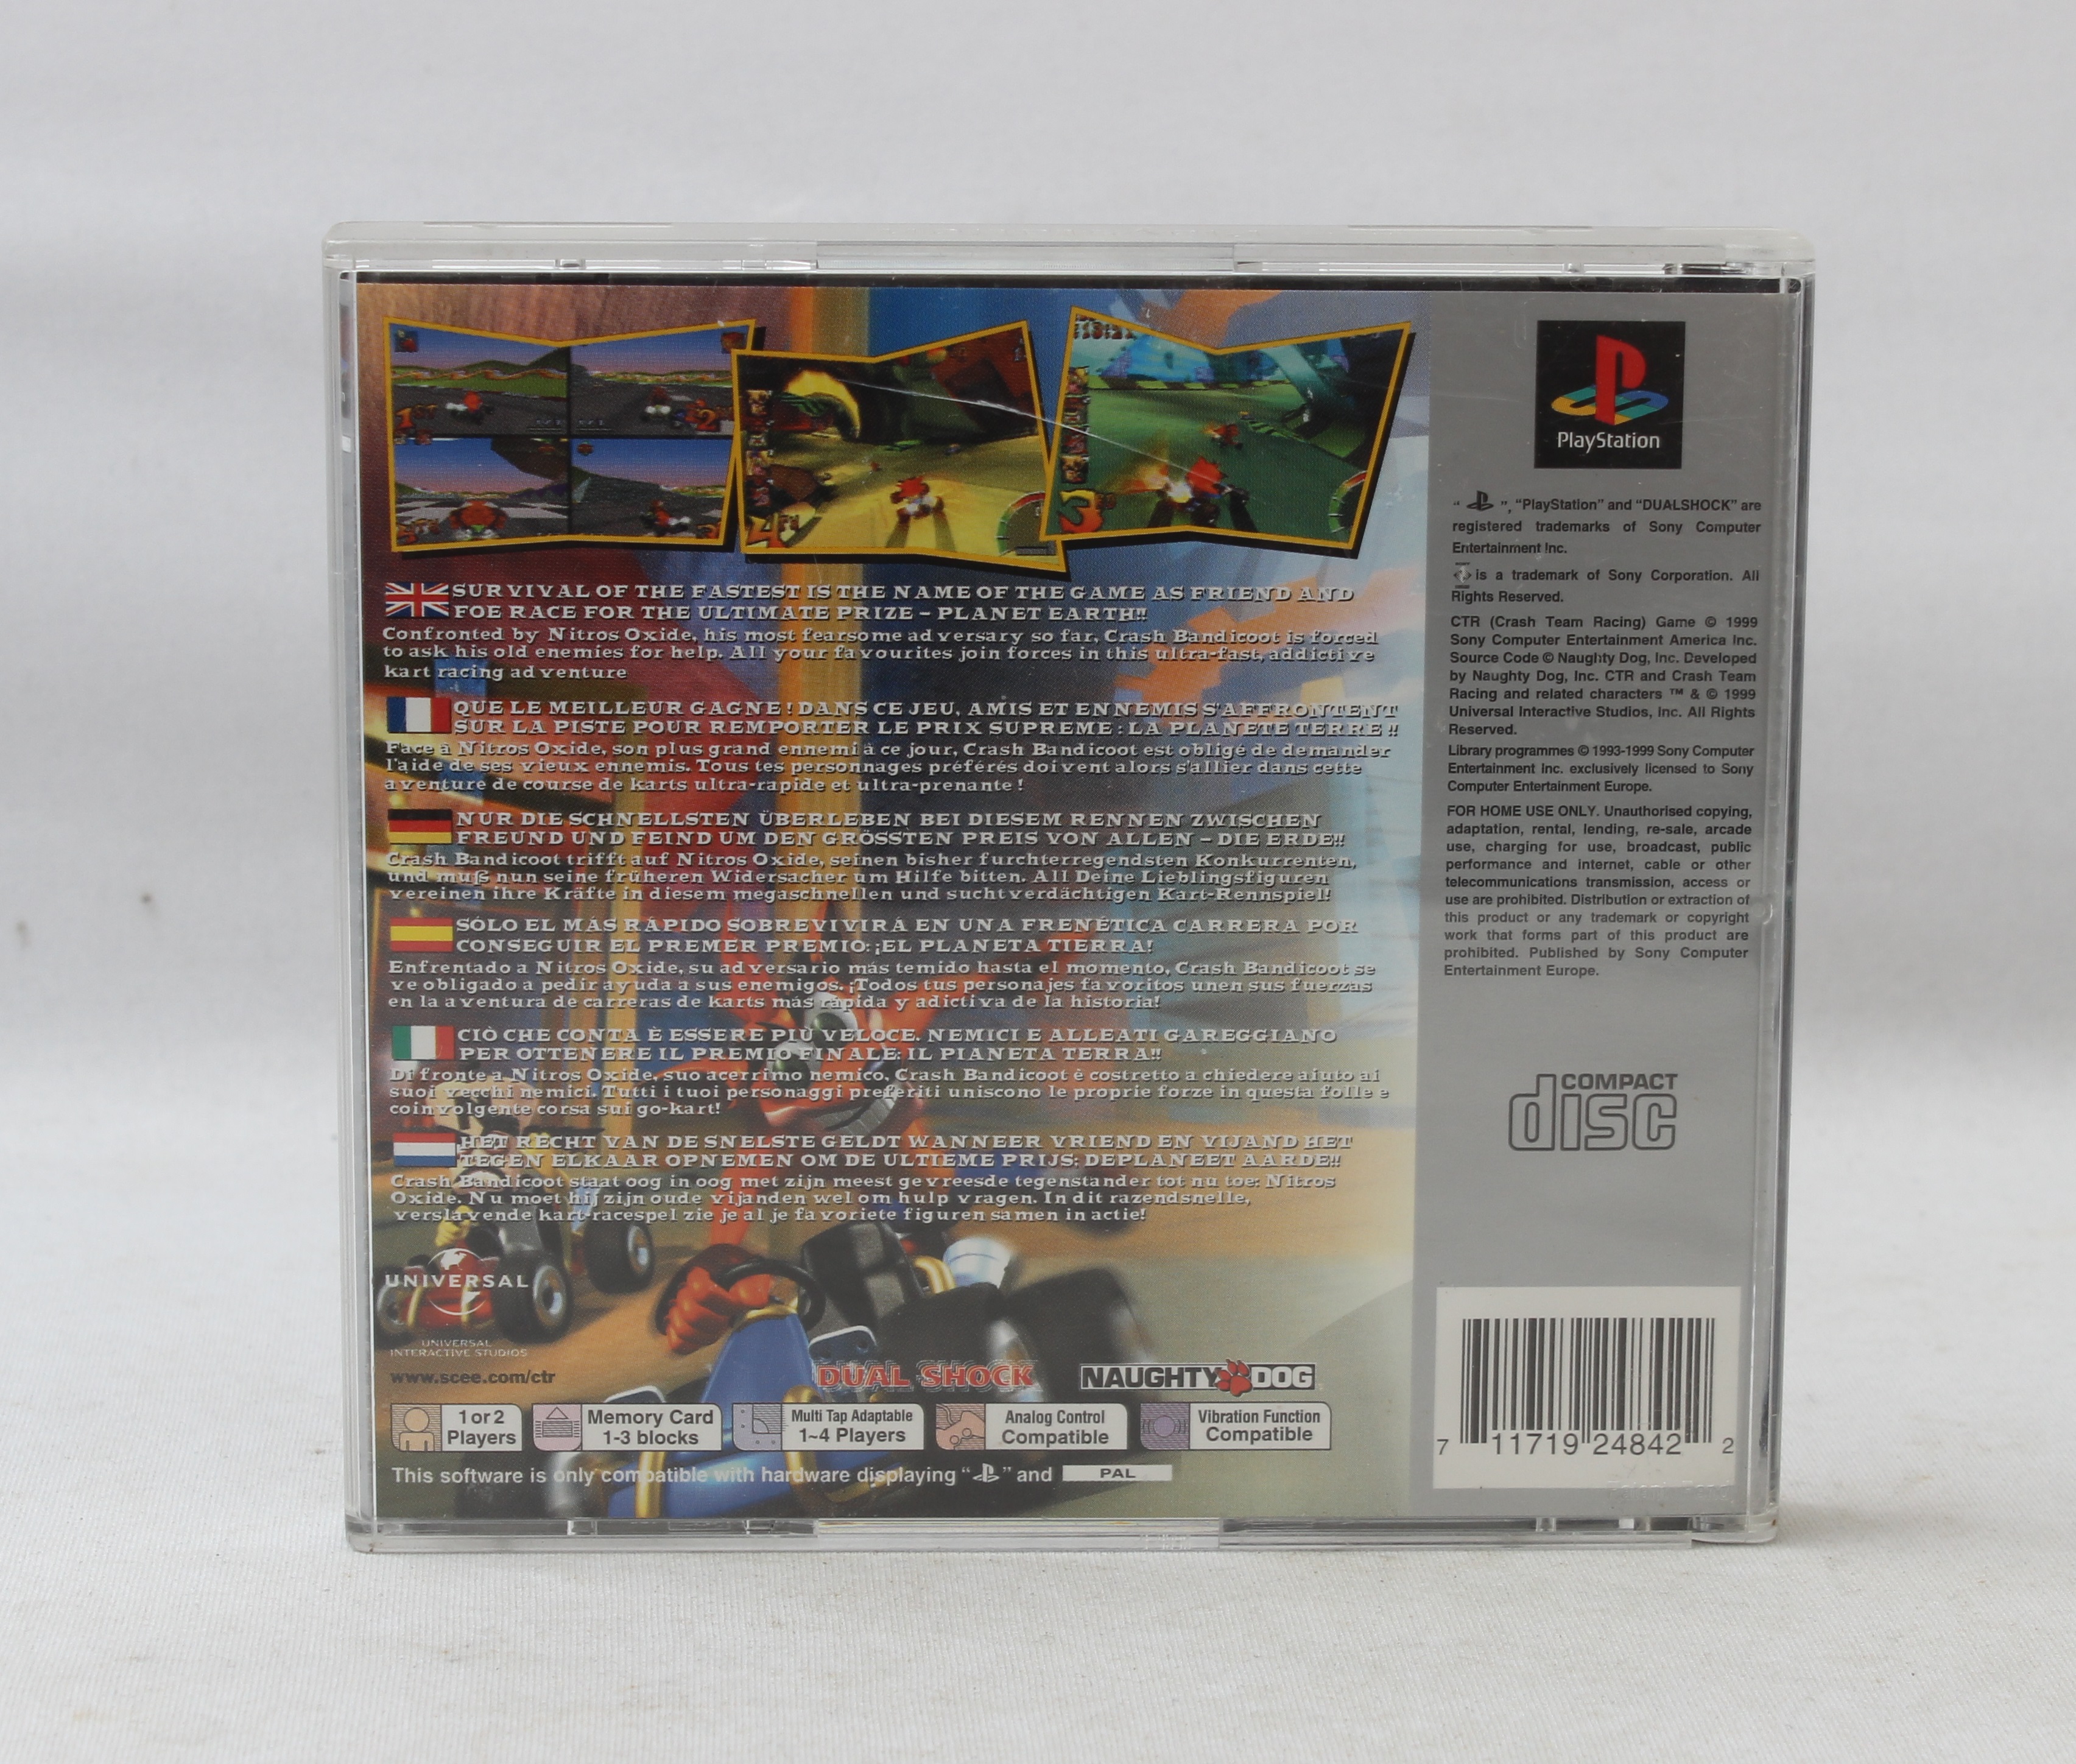 SURVIVAL OF THE FASTEST IS THE NAME OF THE GAME AS FRIEND AND
FOE RACE FOR THE ULTIMATE PRIZE – PLANET EARTH!!
Confronted by Nitros Oxide, his most fearsome adversary so far, Crash Bandicoot is forced
to ask his old enemies for help. All your favourites join forces in this ultra-fast, addictive
kart racing adventure
QUE LE MEILLEUR GAGNE! DANS CE JEU, AMIS ET ENNEMIS S'AFFRONTENT
SUR LA PISTE POUR REMPORTER LE PRIX SUPREME : LA PLANETE TERRE !!
Face à Nitros Oxide, son plus grand ennemi à ce jour, Crash Bandicoot est obligé de demander
l'aide de ses vieux ennemis. Tous tes personnages préférés doivent alors s'allier dans cette
aventure de course de karts ultra-rapide et ultra-prenante !
NUR DIE SCHNELLSTEN ÜBERLEBEN BEI DIESEM RENNEN ZWISCHEN
FREUND UND FEIND UM DEN GRÖSSTEN PREIS VON ALLEN – DIE ERDE!!
Crash Bandicoot trifft auf Nitros Oxide, seinen bisher furchterregendsten Konkurrenten,
und muß nun seine früheren Widersacher um Hilfe bitten. All Deine Lieblingsfiguren
vereinen ihre Kräfte in diesem megaschnellen und suchtverdächtigen Kart-Rennspiel!
SÓLO EL MÁS RÁPIDO SOBREVIVIRÁ EN UNA FRENÉTICA CARRERA POR
CONSEGUIR EL PREMER PREMIO: ¡EL PLANETA TIERRA!
Enfrentado a Nitros Oxide, su adversario más temido hasta el momento, Crash Bandicoot se
ve obligado a pedir ayuda a sus enemigos. ¡Todos tus personajes favoritos unen sus fuerzas
en la aventura de carreras de karts más rápida y adictiva de la historia!
CIÒ CHE CONTA È ESSERE PIÙ VELOCE. NEMICI E ALLEATI GAREGGIANO
PER OTTENERE IL PREMIO FINALE: IL PIANETA TERRA!!
Di fronte a Nitros Oxide, suo acerrimo nemico, Crash Bandicoot è costretto a chiedere aiuto ai
suoi vecchi nemici. Tutti i tuoi personaggi preferiti uniscono le proprie forze in questa folle e
coinvolgente corsa sui go-kart!
HET RECHT VAN DE SNELSTE GELDT WANNEER VRIEND EN VIJAND HET
TEGEN ELKAAR OPNEMEN OM DE ULTIEME PRIJS: DEPLANEET AARDE!!
Crash Bandicoot staat oog in oog met zijn meest gevreesde tegenstander tot nu toe: Nitros
Oxide. Nu moet hij zijn oude vijanden wel om hulp vragen. In dit razendsnelle,
verslavende kart-racespel zie je al je favoriete figuren samen in actie!
UNIVERSAL
UNIVERSAL
INTERACTIVE STUDIOS
www.scee.com/ctr
DUAL SHOCK
NAUGHTY DOG
1 or 2
Players
Memory Card
1-3 blocks
Multi Tap Adaptable
1~4 Players
Analog Control
Compatible
Vibration Function
Compatible
This software is only compatible with hardware displaying “ ” and PAL
PlayStation
“ ”, “PlayStation” and “DUALSHOCK” are
registered trademarks of Sony Computer
Entertainment Inc.
is a trademark of Sony Corporation. All
Rights Reserved.
CTR (Crash Team Racing) Game © 1999
Sony Computer Entertainment America Inc.
Source Code © Naughty Dog, Inc. Developed
by Naughty Dog, Inc. CTR and Crash Team
Racing and related characters ™ & © 1999
Universal Interactive Studios, Inc. All Rights
Reserved.
Library programmes © 1993-1999 Sony Computer
Entertainment Inc. exclusively licensed to Sony
Computer Entertainment Europe.
FOR HOME USE ONLY. Unauthorised copying,
adaptation, rental, lending, re-sale, arcade
use, charging for use, broadcast, public
performance and internet, cable or other
telecommunications transmission, access or
use are prohibited. Distribution or extraction of
this product or any trademark or copyright
work that forms part of this product are
prohibited. Published by Sony Computer
Entertainment Europe.
COMPACT
disc
7 11719 24842 2